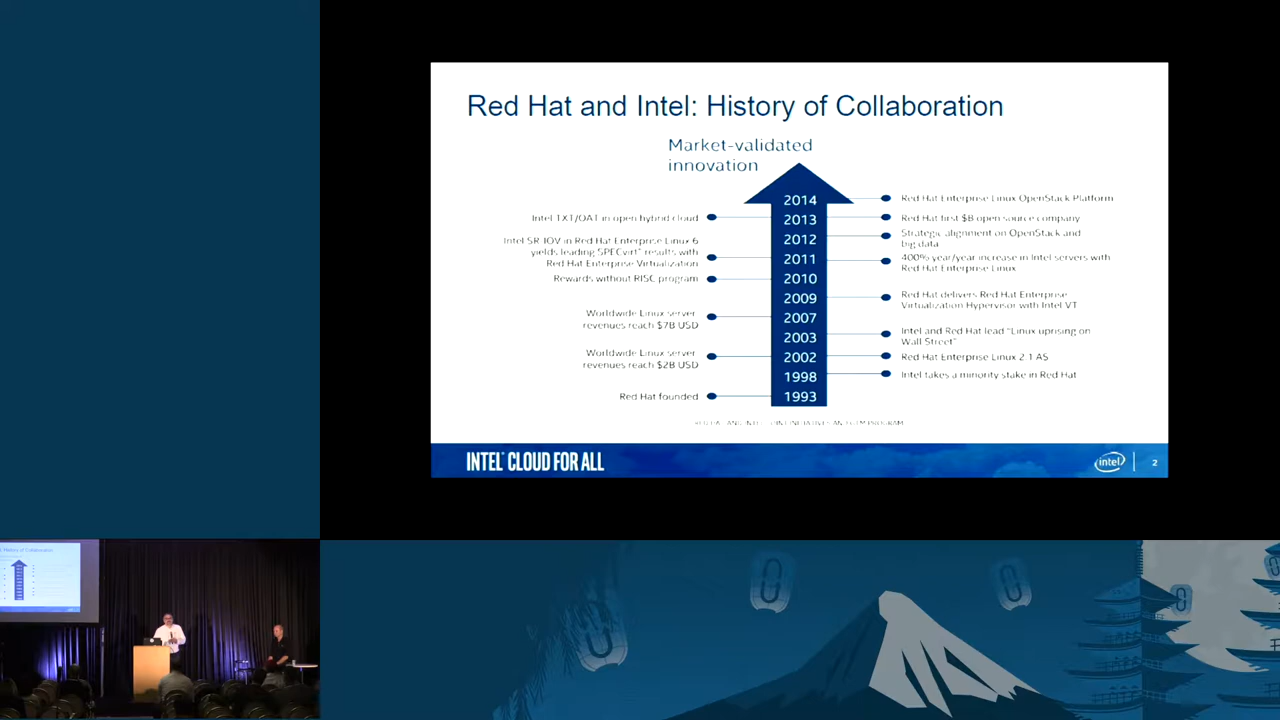 Red Hat and Intel: History of Collaboration
Market-validated
innovation
2014
2013
2012
2011
2010
2009
2007
2003
2002
1998
1993
Intel TXT/OAT in open hybrid cloud
Intel SR-IOV in Red Hat Enterprise Linux 6
yields leading SPECvirt* results with
Red Hat Enterprise Virtualization
Rewards without RISC program
Worldwide Linux server
revenues reach $7B USD
Worldwide Linux server
revenues reach $2B USD
Red Hat founded
Red Hat Enterprise Linux OpenStack Platform
Red Hat first $B open source company
Strategic alignment on OpenStack and
big data
400% year/year increase in Intel servers with
Red Hat Enterprise Linux
Red Hat delivers Red Hat Enterprise
Virtualization Hypervisor with Intel VT
Intel and Red Hat lead "Linux uprising on
Wall Street"
Red Hat Enterprise Linux 2.1 AS
Intel takes a minority stake in Red Hat
INTEL CLOUD FOR ALL
intel
2